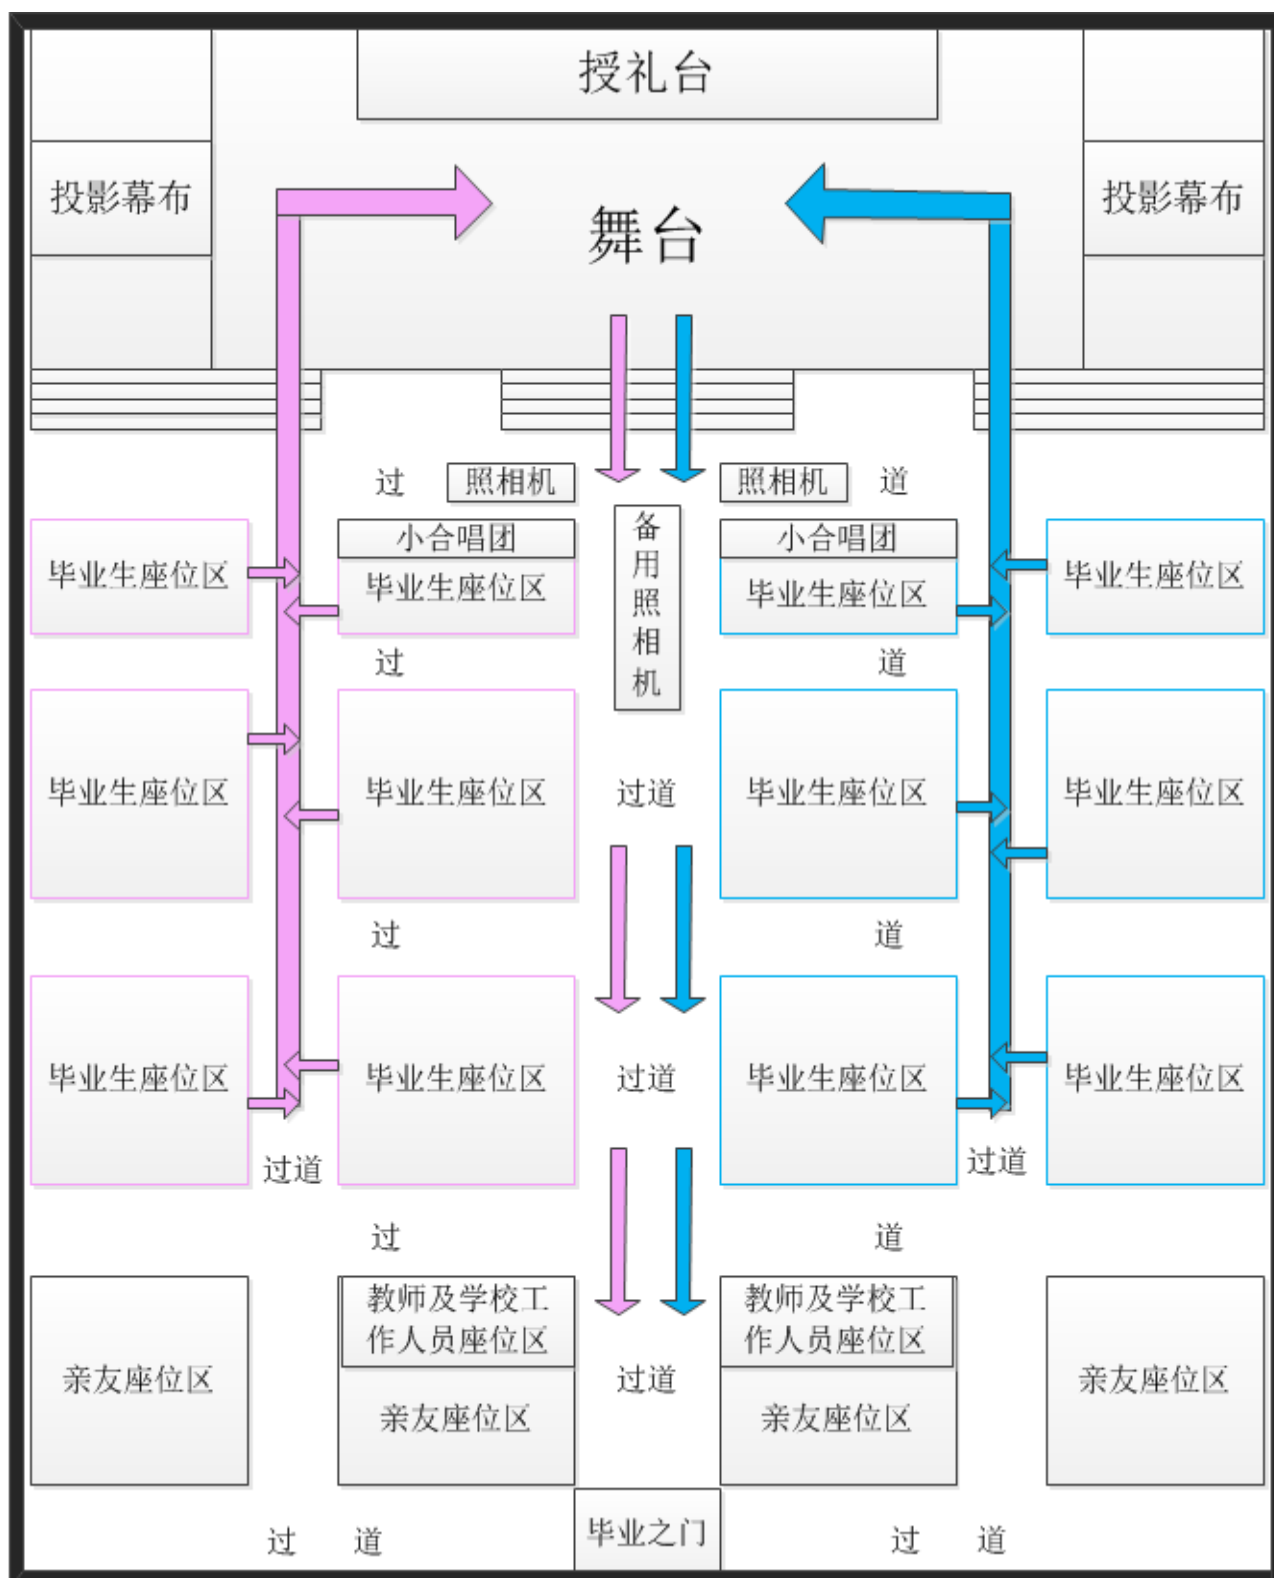 授礼台
投影幕布
舞台
投影幕布
过
照相机
照相机
道
小合唱团
备用照相机
小合唱团
毕业生座位区
毕业生座位区
毕业生座位区
毕业生座位区
过
道
毕业生座位区
毕业生座位区
过道
毕业生座位区
毕业生座位区
过
道
毕业生座位区
毕业生座位区
过道
毕业生座位区
毕业生座位区
过道
过道
过
道
教师及学校工
作人员座位区
教师及学校工
作人员座位区
亲友座位区
过道
亲友座位区
亲友座位区
亲友座位区
过 道
毕业之门
过 道